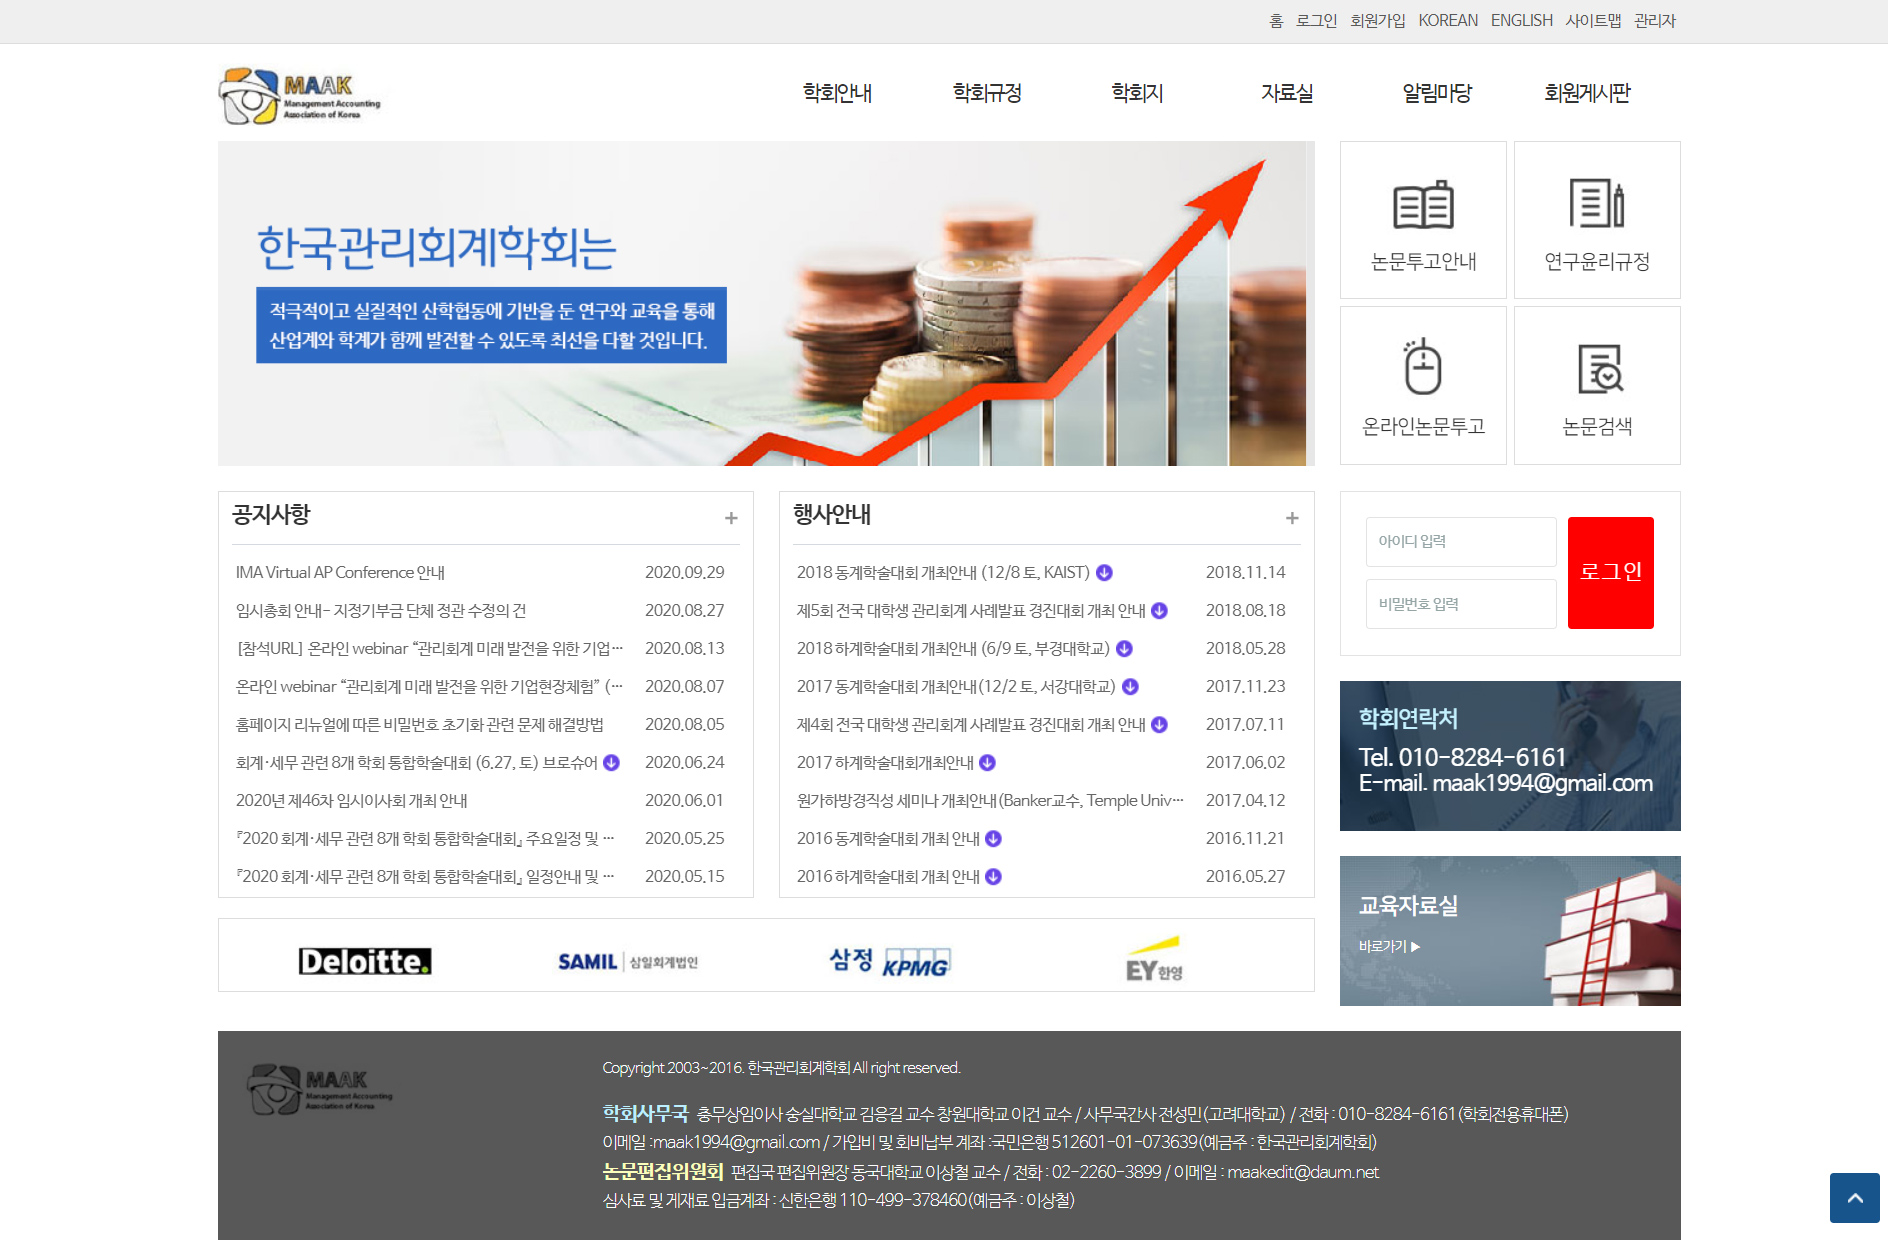 홈 로그인 회원가입 KOREAN ENGLISH 사이트맵 관리자
MAAK
Management Accounting
Association of Korea
학회안내 학회규정 학회지 자료실 알림마당 회원게시판
한국관리회계학회는
적극적이고 실질적인 산학협동에 기반을 둔 연구와 교육을 통해
산업계와 학계가 함께 발전할 수 있도록 최선을 다할 것입니다.
논문투고안내
연구윤리규정
온라인논문투고
논문검색
공지사항 +
IMA Virtual AP Conference 안내 2020.09.29
임시총회 안내- 지정기부금 단체 정관 수정의 건 2020.08.27
[참석URL] 온라인 webinar “관리회계 미래 발전을 위한 기업… 2020.08.13
온라인 webinar “관리회계 미래 발전을 위한 기업현장체험” (… 2020.08.07
홈페이지 리뉴얼에 따른 비밀번호 초기화 관련 문제 해결방법 2020.08.05
회계·세무 관련 8개 학회 통합학술대회 (6.27, 토) 브로슈어 2020.06.24
2020년 제46차 임시이사회 개최 안내 2020.06.01
『2020 회계·세무 관련 8개 학회 통합학술대회』 주요일정 및 … 2020.05.25
『2020 회계·세무 관련 8개 학회 통합학술대회』 일정안내 및 … 2020.05.15
행사안내 +
2018 동계학술대회 개최안내 (12/8 토, KAIST) 2018.11.14
제5회 전국 대학생 관리회계 사례발표 경진대회 개최 안내 2018.08.18
2018 하계학술대회 개최안내 (6/9 토, 부경대학교) 2018.05.28
2017 동계학술대회 개최안내(12/2 토, 서강대학교) 2017.11.23
제4회 전국 대학생 관리회계 사례발표 경진대회 개최 안내 2017.07.11
2017 하계학술대회개최안내 2017.06.02
원가하방경직성 세미나 개최안내(Banker교수, Temple Univ… 2017.04.12
2016 동계학술대회 개최 안내 2016.11.21
2016 하계학술대회 개최 안내 2016.05.27
아이디 입력
비밀번호 입력
로그인
학회연락처
Tel. 010-8284-6161
E-mail. maak1994@gmail.com
교육자료실
바로가기 ▶
Deloitte.
SAMIL 삼일회계법인
삼정 KPMG
EY 한영
MAAK
Management Accounting
Association of Korea
Copyright 2003~2016. 한국관리회계학회 All right reserved.
학회사무국 총무상임이사 숭실대학교 김응길 교수 창원대학교 이건 교수 / 사무국간사 전성민(고려대학교) / 전화 : 010-8284-6161(학회전용휴대폰)
이메일 :maak1994@gmail.com / 가입비 및 회비납부 계좌 :국민은행 512601-01-073639(예금주 : 한국관리회계학회)
논문편집위원회 편집국 편집위원장 동국대학교 이상철 교수 / 전화 : 02-2260-3899 / 이메일 : maakedit@daum.net
심사료 및 게재료 입금계좌 : 신한은행 110-499-378460(예금주 : 이상철)